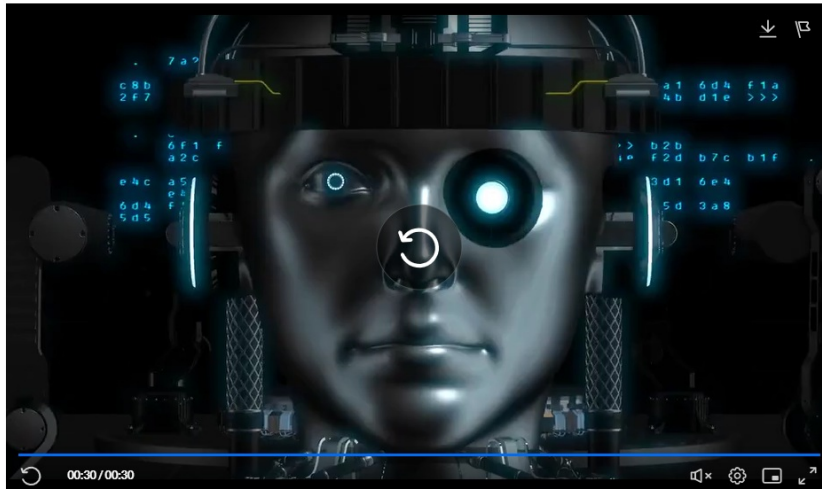 7a?
c8b
2f7
a1 6d4 f1a
4b d1e >>>
6f1 f
a2c
b2b
f2d b7c b1f .
e4c a5
3d1 6e4
6d4 f
5d5
5d 3a8
00:30/00:30